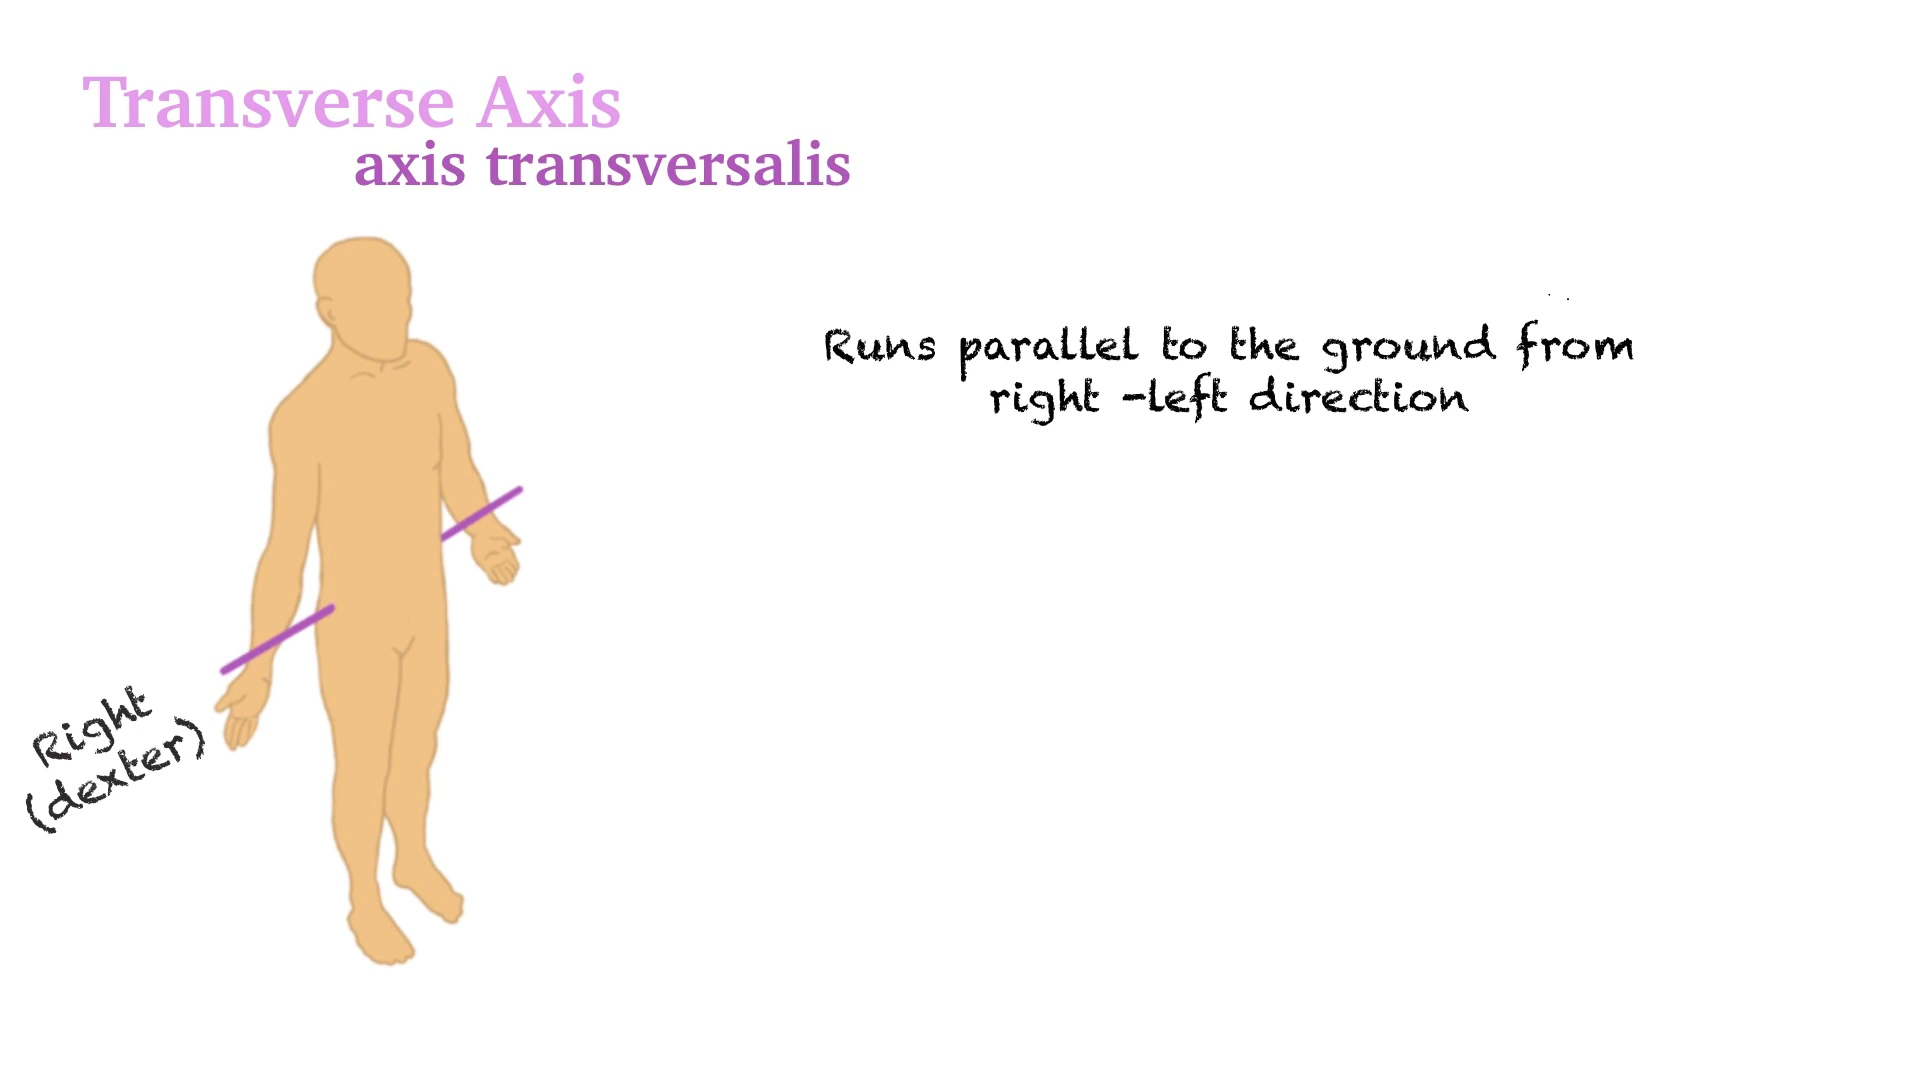 Transverse Axis
axis transversalis
Runs parallel to the ground from
right -left direction
Right
(dexter)